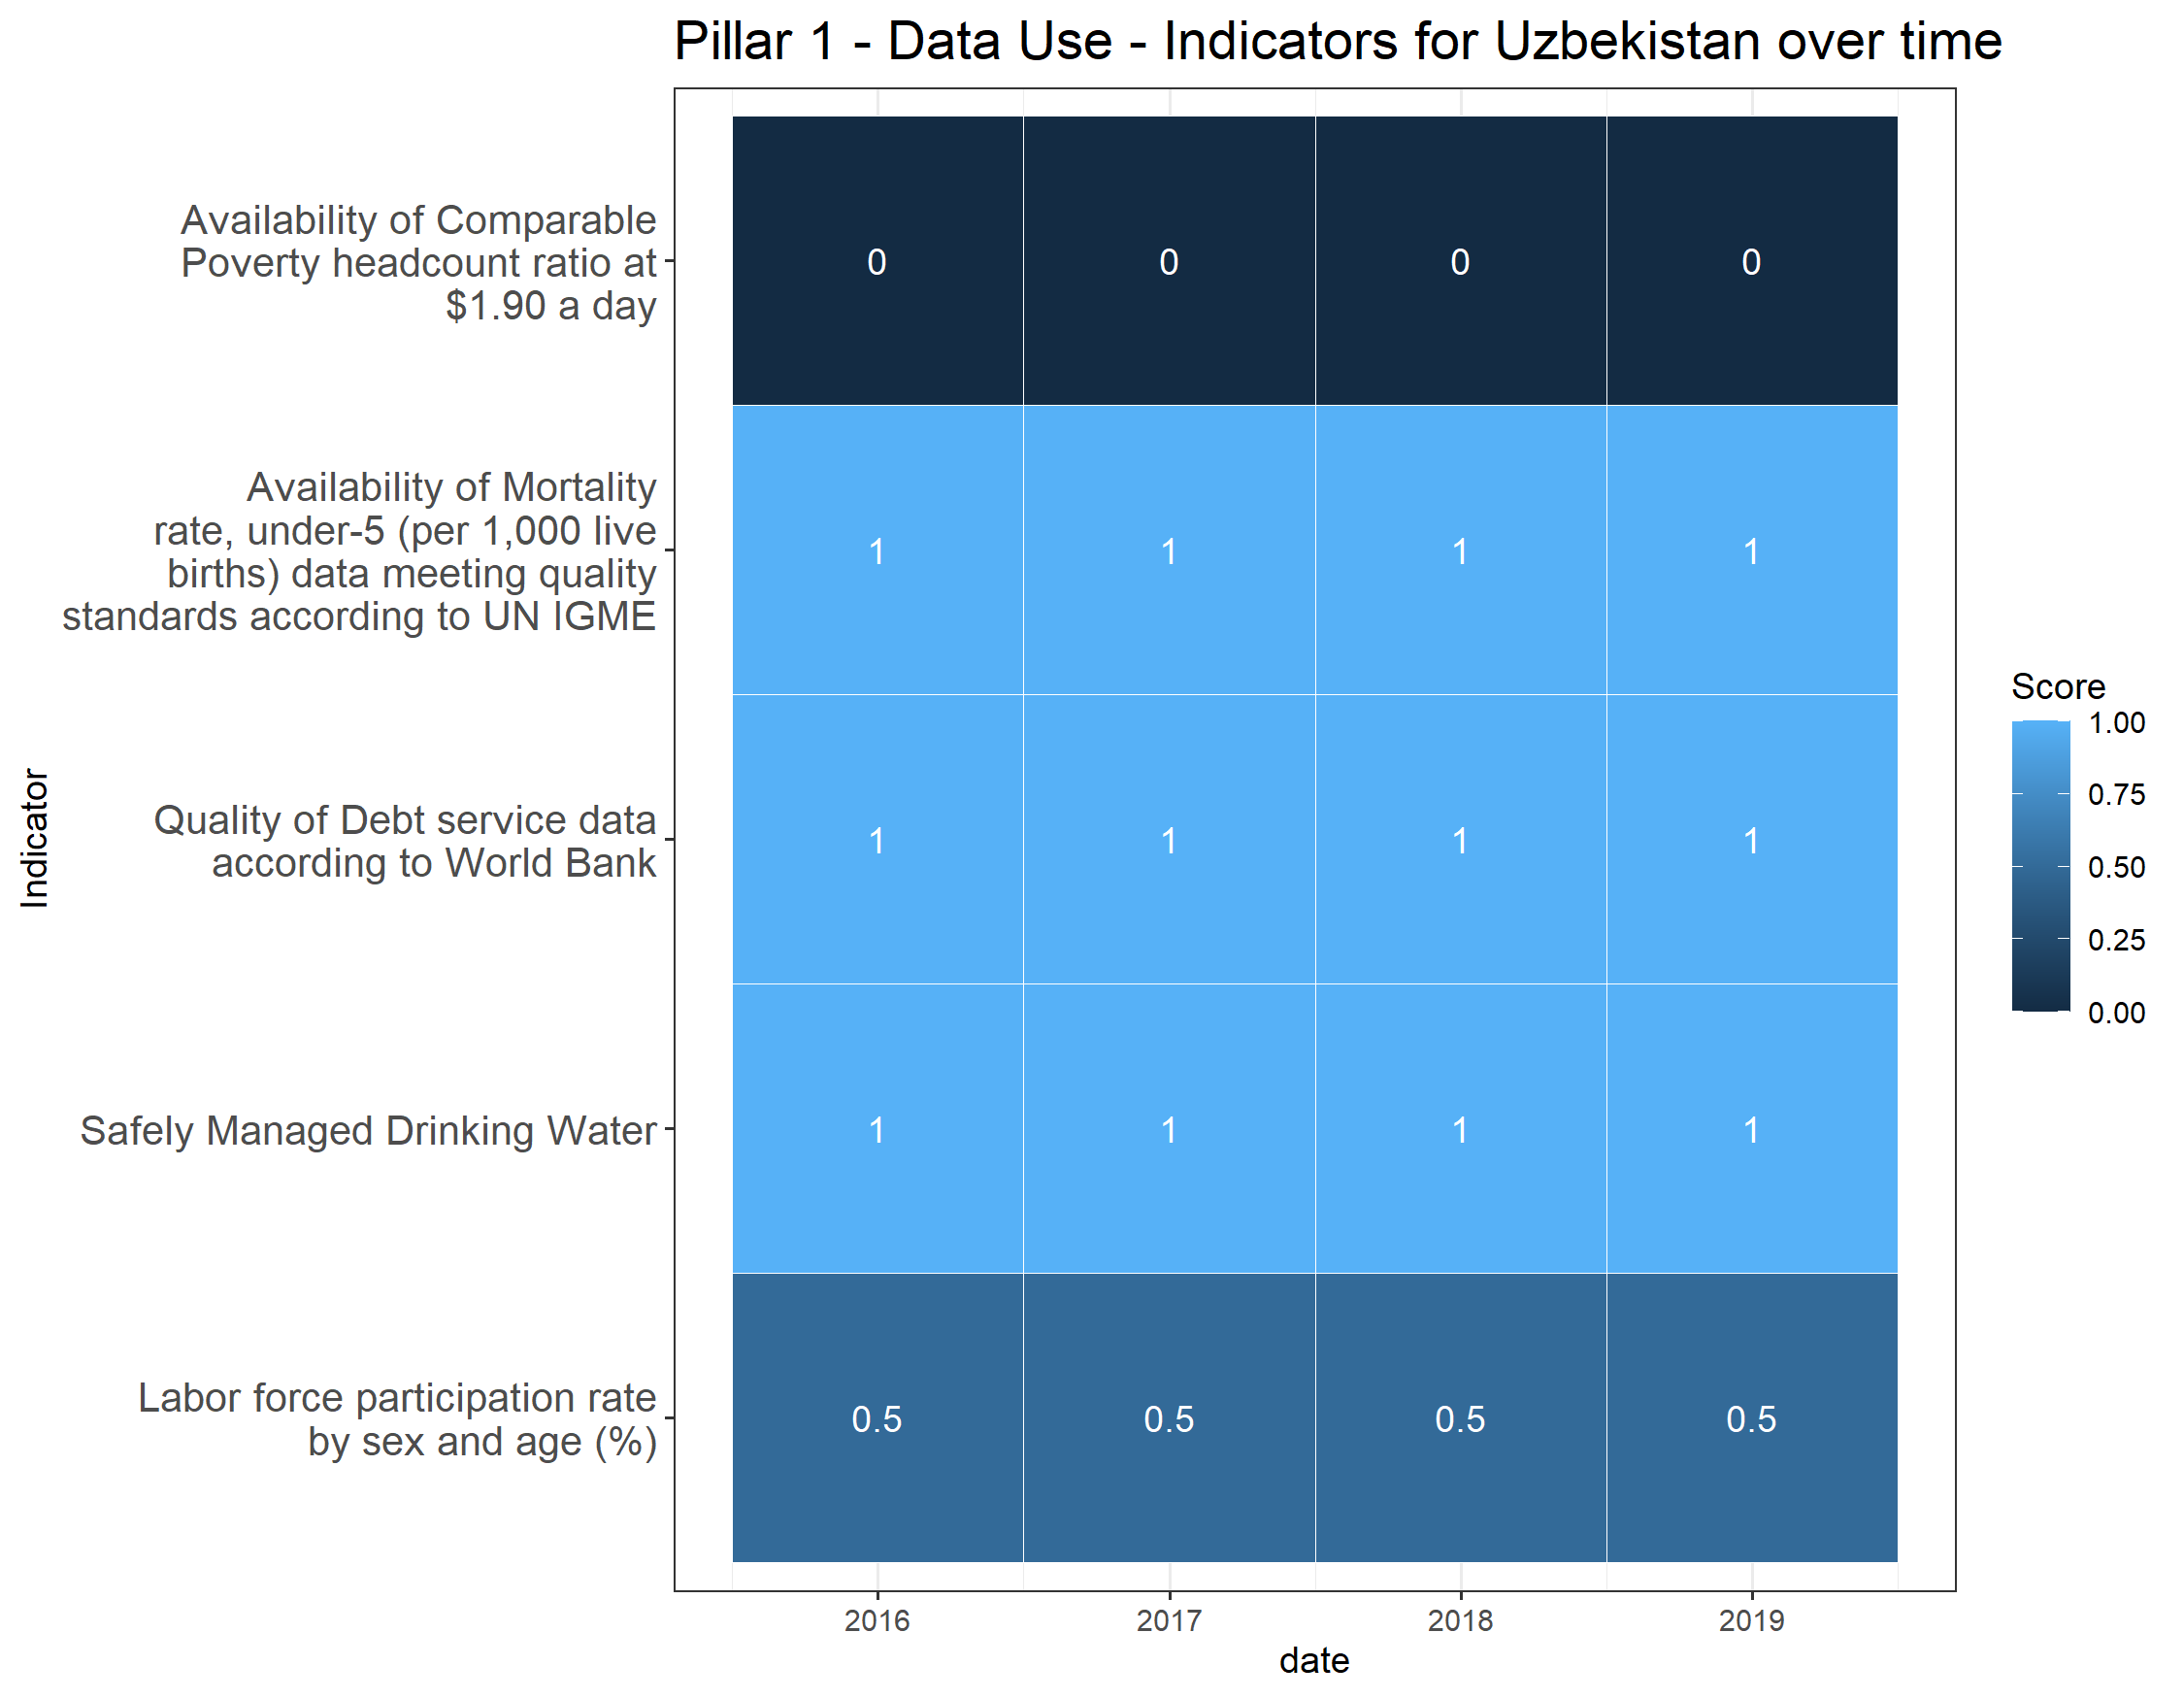 Pillar 1 - Data Use - Indicators for Uzbekistan over time
Availability of Comparable
Poverty headcount ratio at
$1.90 a day
0 0 0 0
Availability of Mortality
rate, under-5 (per 1,000 live
births) data meeting quality
standards according to UN IGME
1 1 1 1
Quality of Debt service data
according to World Bank
1 1 1 1
Safely Managed Drinking Water
1 1 1 1
Labor force participation rate
by sex and age (%)
0.5 0.5 0.5 0.5
Indicator
2016 2017 2018 2019
date
Score
1.00
0.75
0.50
0.25
0.00